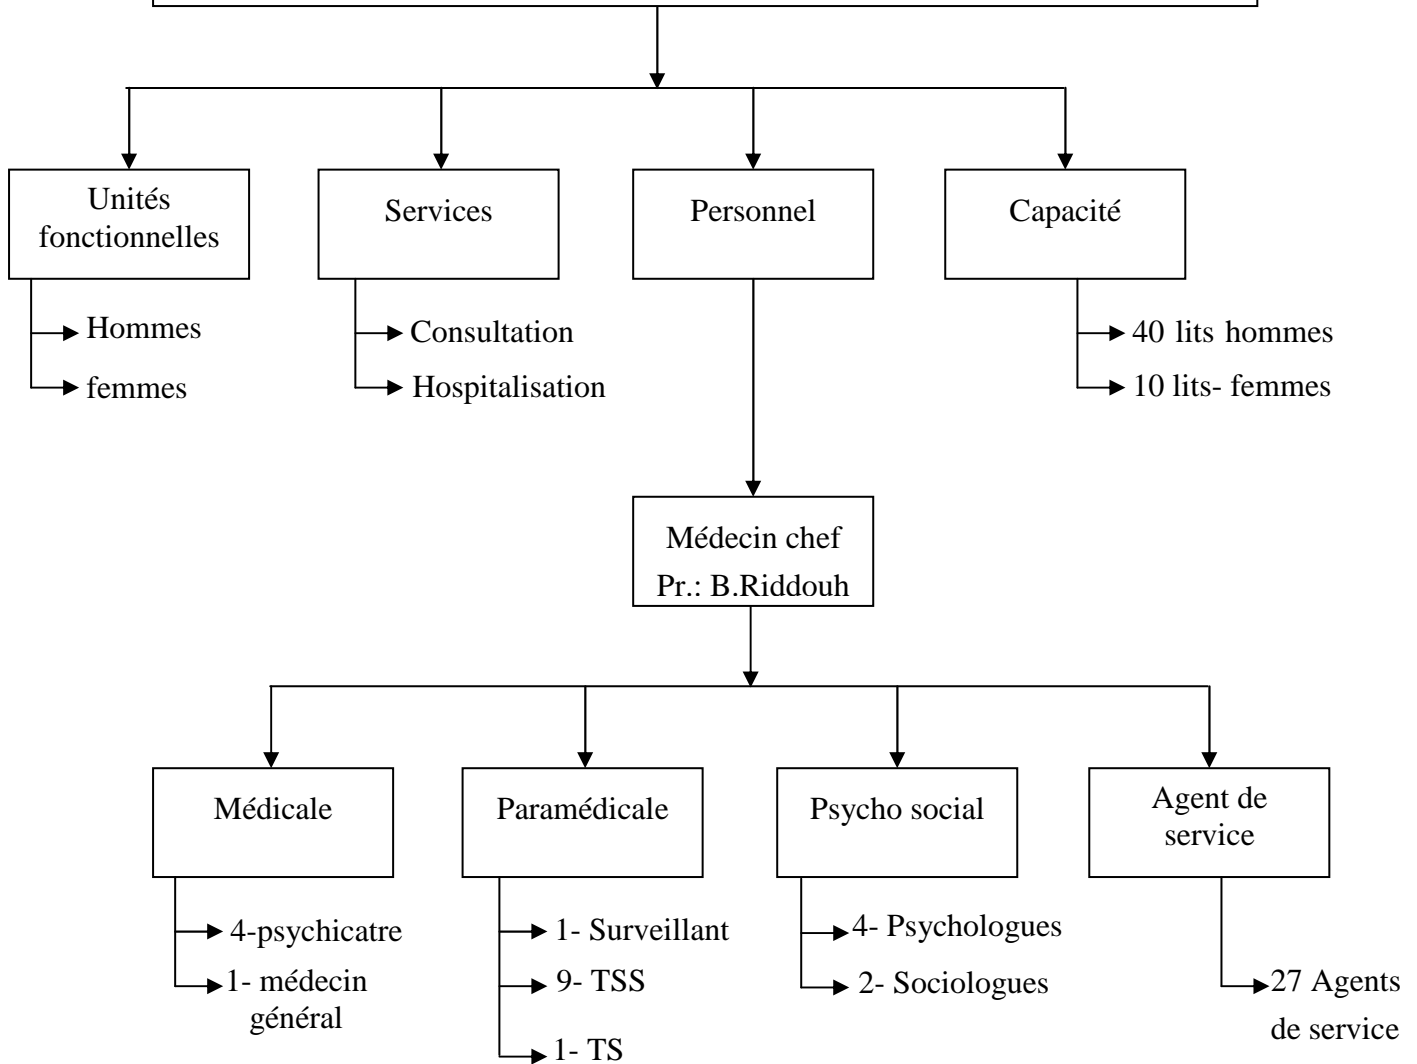 Unités
fonctionnelles
Services
Personnel
Capacité
Hommes
femmes
Consultation
Hospitalisation
40 lits hommes
10 lits- femmes
Médecin chef
Pr.: B.Riddouh
Médicale
Paramédicale
Psycho social
Agent de
service
4-psychicatre
1- médecin
général
1- Surveillant
9- TSS
1- TS
4- Psychologues
2- Sociologues
27 Agents
de service